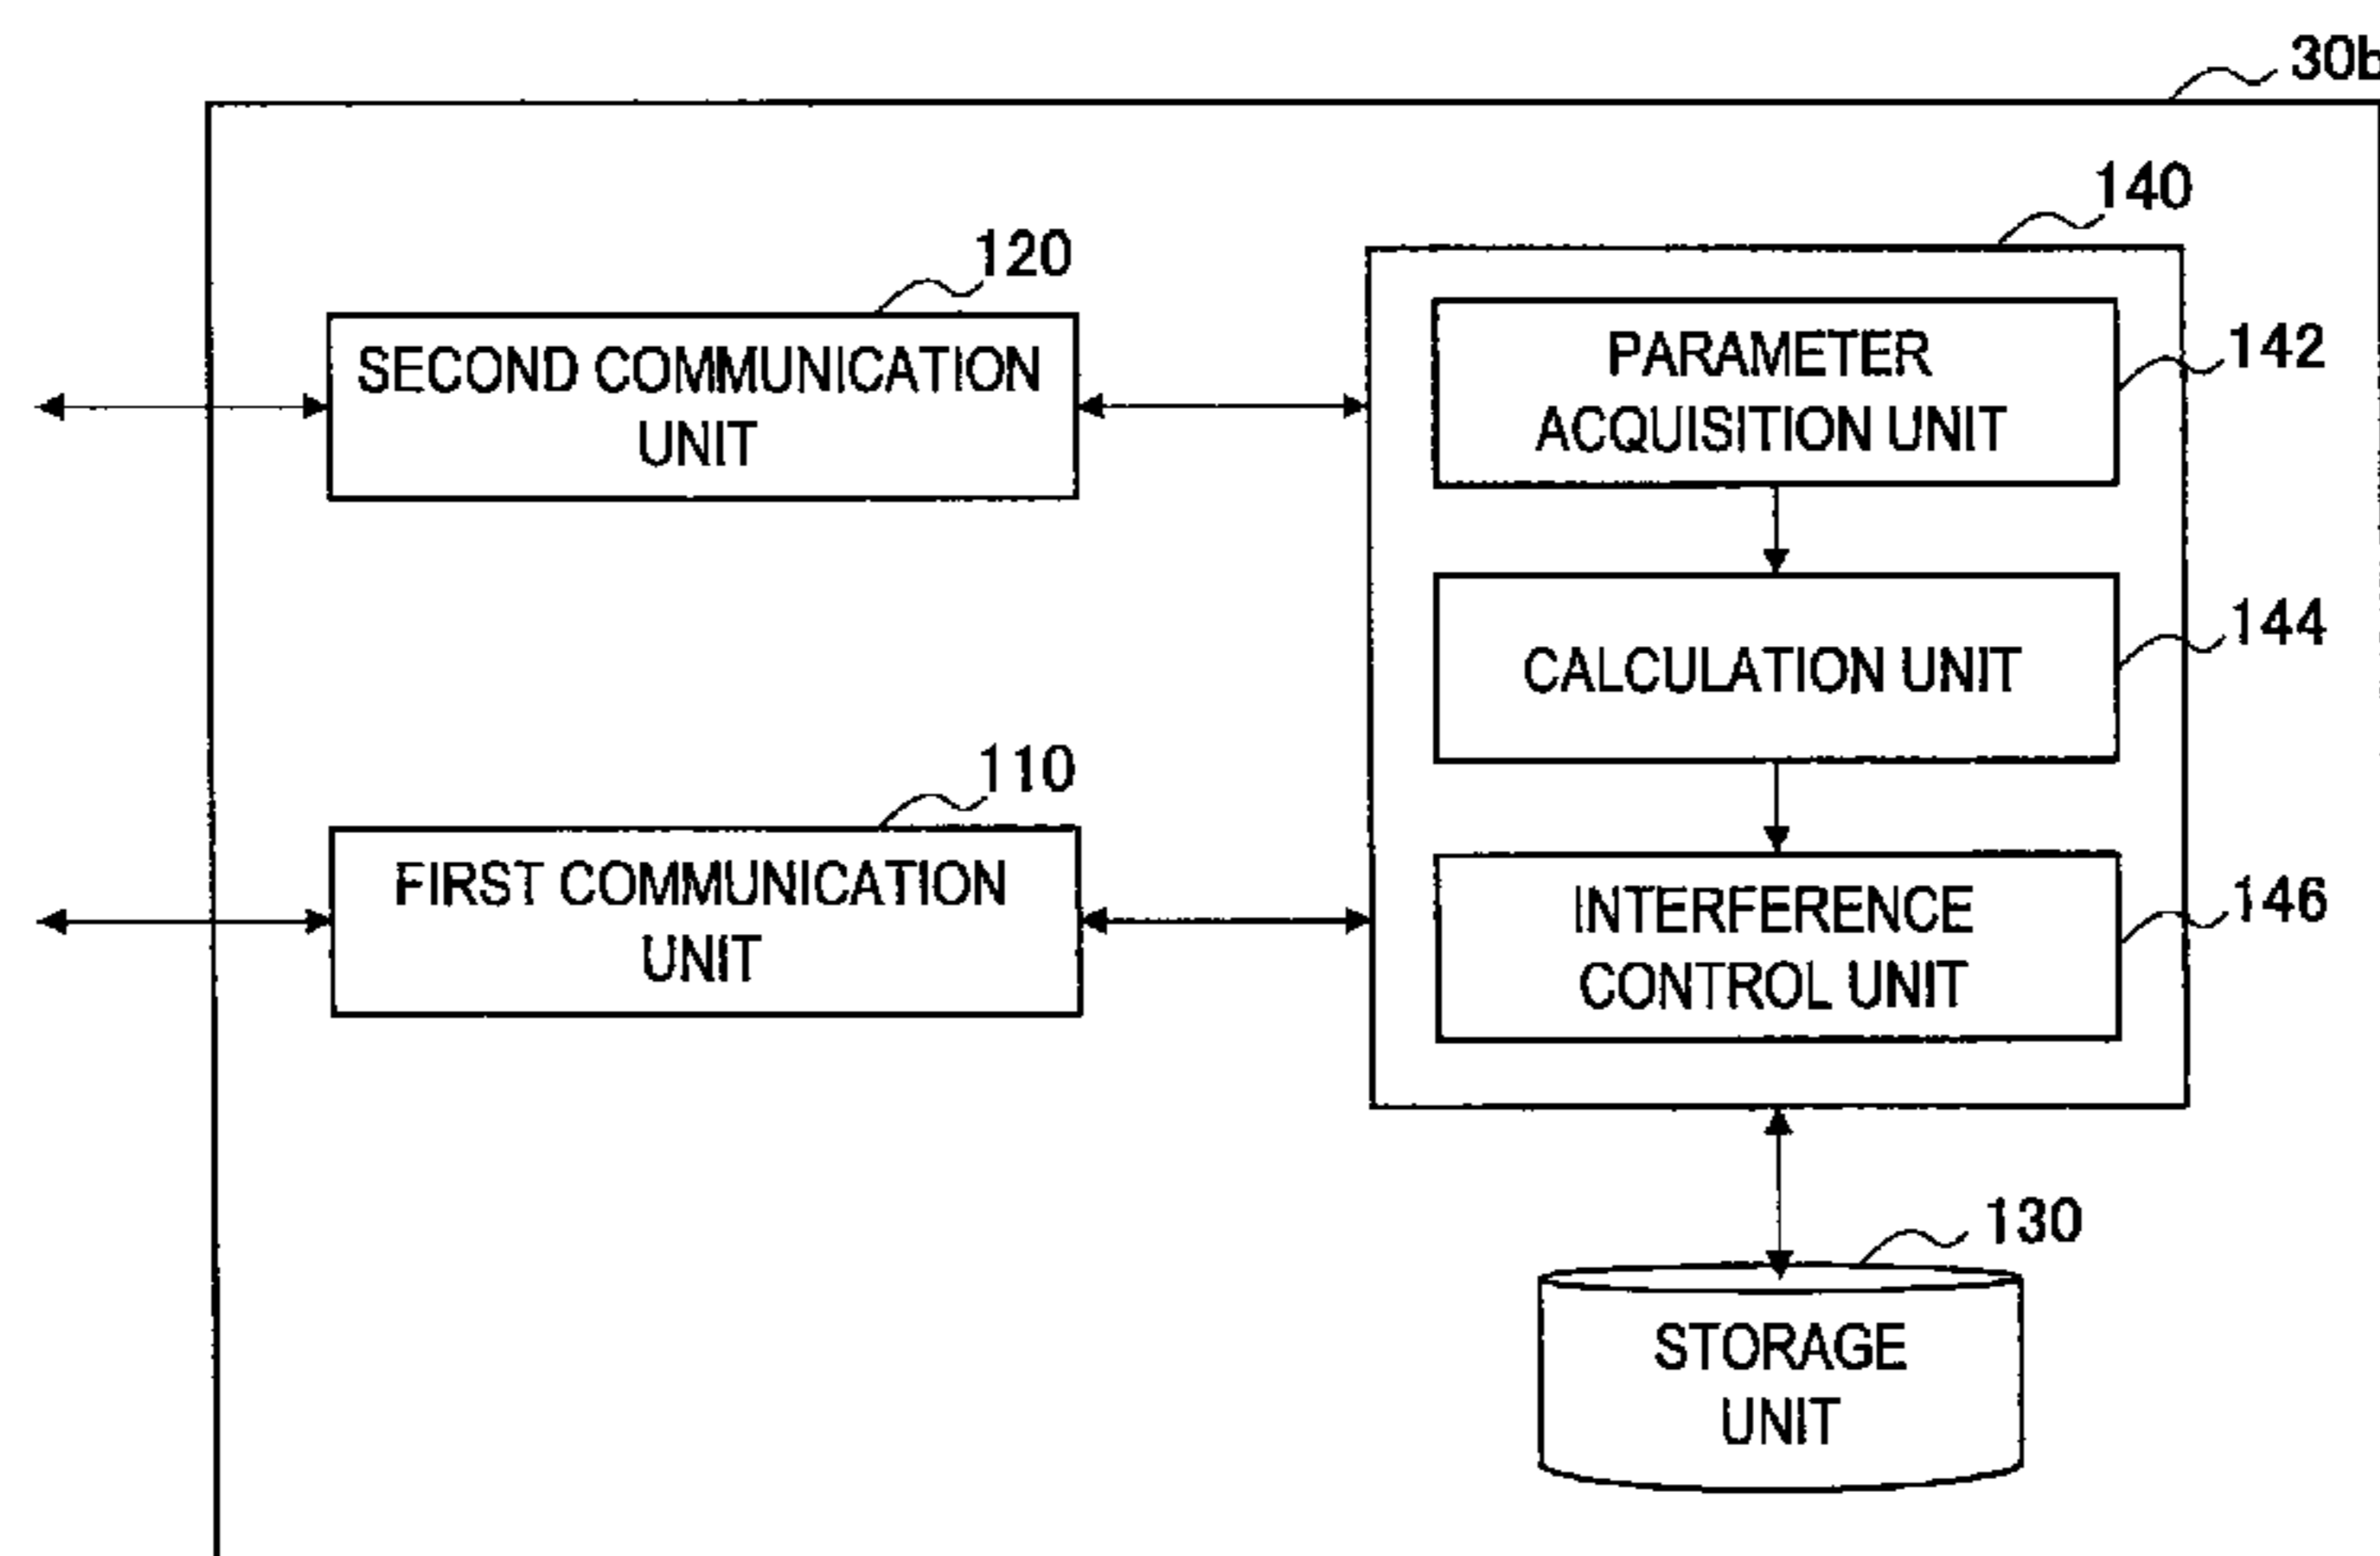 30b
140
120
SECOND COMMUNICATION
UNIT
PARAMETER
ACQUISITION UNIT
142
CALCULATION UNIT
144
110
FIRST COMMUNICATION
UNIT
INTERFERENCE
CONTROL UNIT
146
130
STORAGE
UNIT